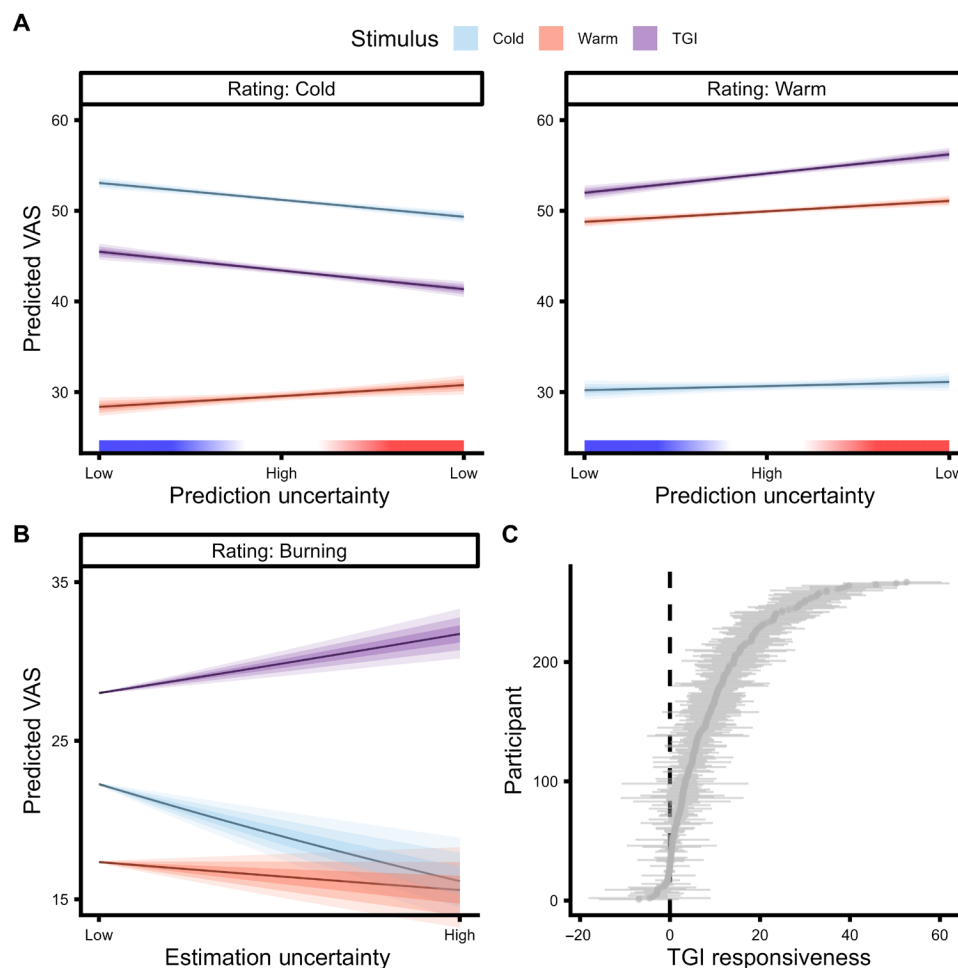 A
Stimulus Cold Warm TGI
Rating: Cold
Predicted VAS
60
50
40
30
Low High Low
Prediction uncertainty
Rating: Warm
60
50
40
30
Low High Low
Prediction uncertainty
B
Rating: Burning
Predicted VAS
35
25
15
Low High
Estimation uncertainty
C
Participant
200
100
0
−20 0 20 40 60
TGI responsiveness